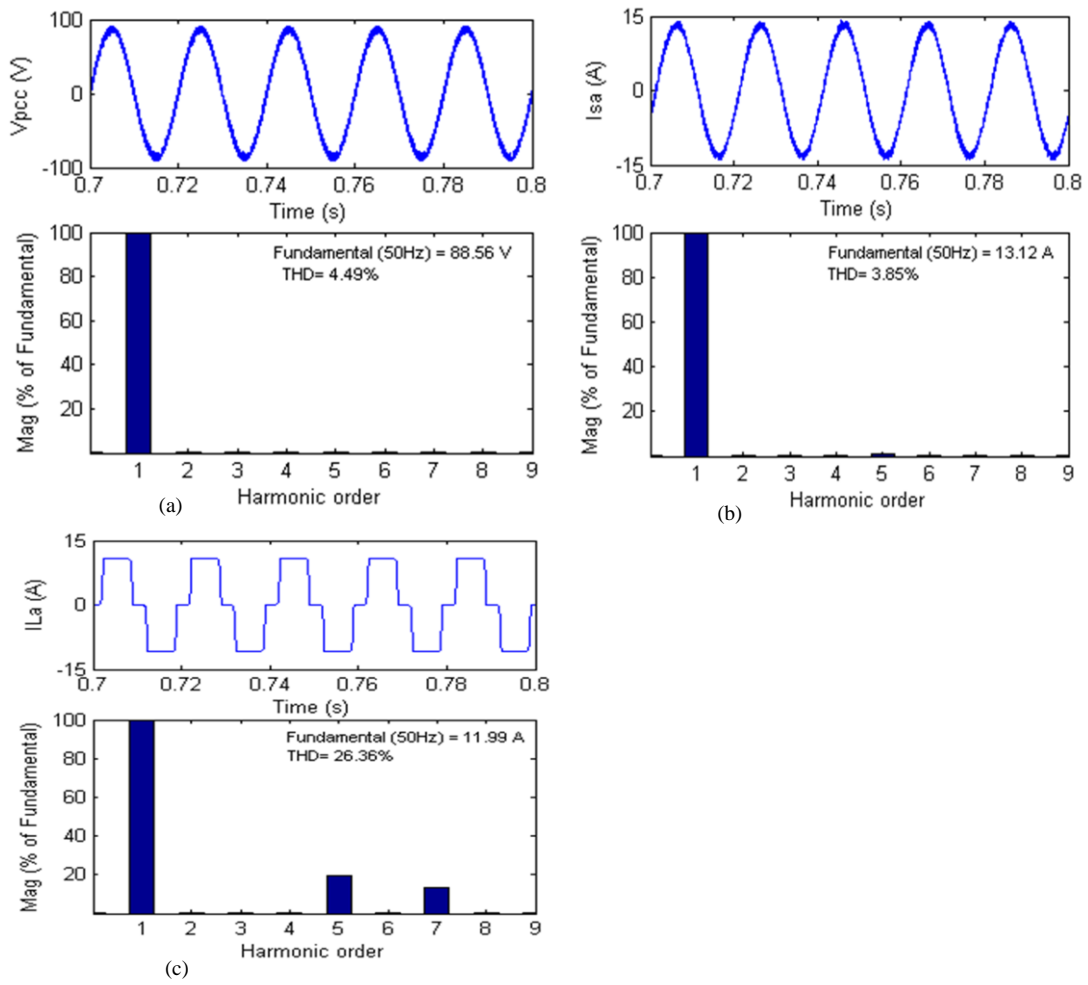 100
0
-100
Vpcc (V)
0.7 0.72 0.74 0.76 0.78 0.8
Time (s)
100
80
60
40
20
Mag (% of Fundamental)
Fundamental (50Hz) = 88.56 V
THD= 4.49%
1 2 3 4 5 6 7 8 9
Harmonic order
(a)
15
0
-15
Isa (A)
0.7 0.72 0.74 0.76 0.78 0.8
Time (s)
100
80
60
40
20
Mag (% of Fundamental)
Fundamental (50Hz) = 13.12 A
THD= 3.85%
1 2 3 4 5 6 7 8 9
Harmonic order
(b)
15
0
-15
ILa (A)
0.7 0.72 0.74 0.76 0.78 0.8
Time (s)
100
80
60
40
20
Mag (% of Fundamental)
Fundamental (50Hz) = 11.99 A
THD= 26.36%
1 2 3 4 5 6 7 8 9
Harmonic order
(c)